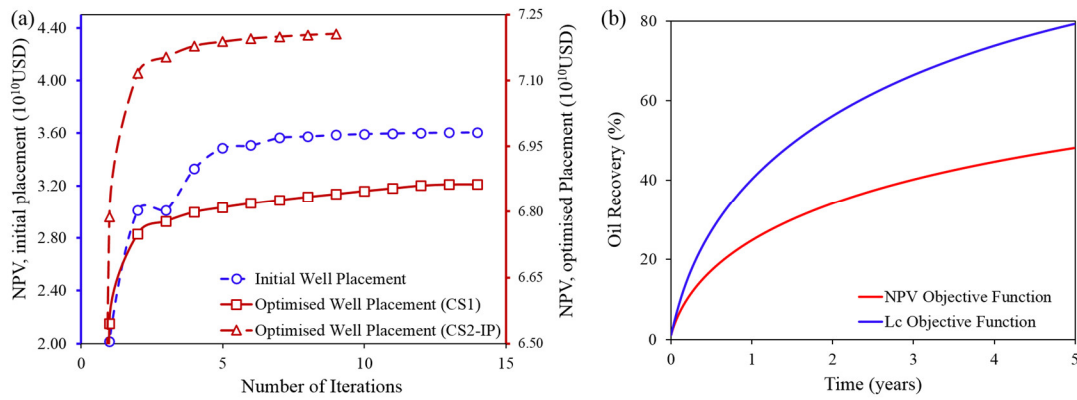 (a)
NPV, initial placement (10¹⁰USD)
4.40
4.00
3.60
3.20
2.80
2.40
2.00
0
5
10
15
Number of Iterations
7.25
7.10
6.95
6.80
6.65
6.50
NPV, optimised Placement (10¹⁰USD)
Initial Well Placement
Optimised Well Placement (CS1)
Optimised Well Placement (CS2-IP)
(b)
Oil Recovery (%)
80
60
40
20
0
0
1
2
3
4
5
Time (years)
NPV Objective Function
Lc Objective Function